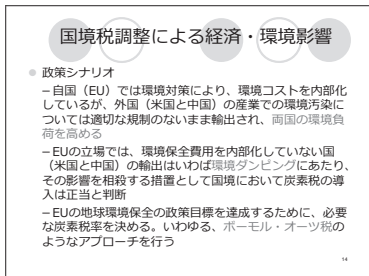 国境税調整による経済・環境影響
政策シナリオ
– 自国（EU）では環境対策により、環境コストを内部化
しているが、外国（米国と中国）の産業での環境汚染に
ついては適切な規制のないまま輸出され、両国の環境負
荷を高める
– EUの立場では、環境保全費用を内部化していない国
（米国と中国）の輸出はいわば環境ダンピングにあたり、
その影響を相殺する措置として国境において炭素税の導
入は正当と判断
– EUの地球環境保全の政策目標を達成するために、必要
な炭素税率を決める。いわゆる、ボーモル・オーツ税の
ようなアプローチを行う
14